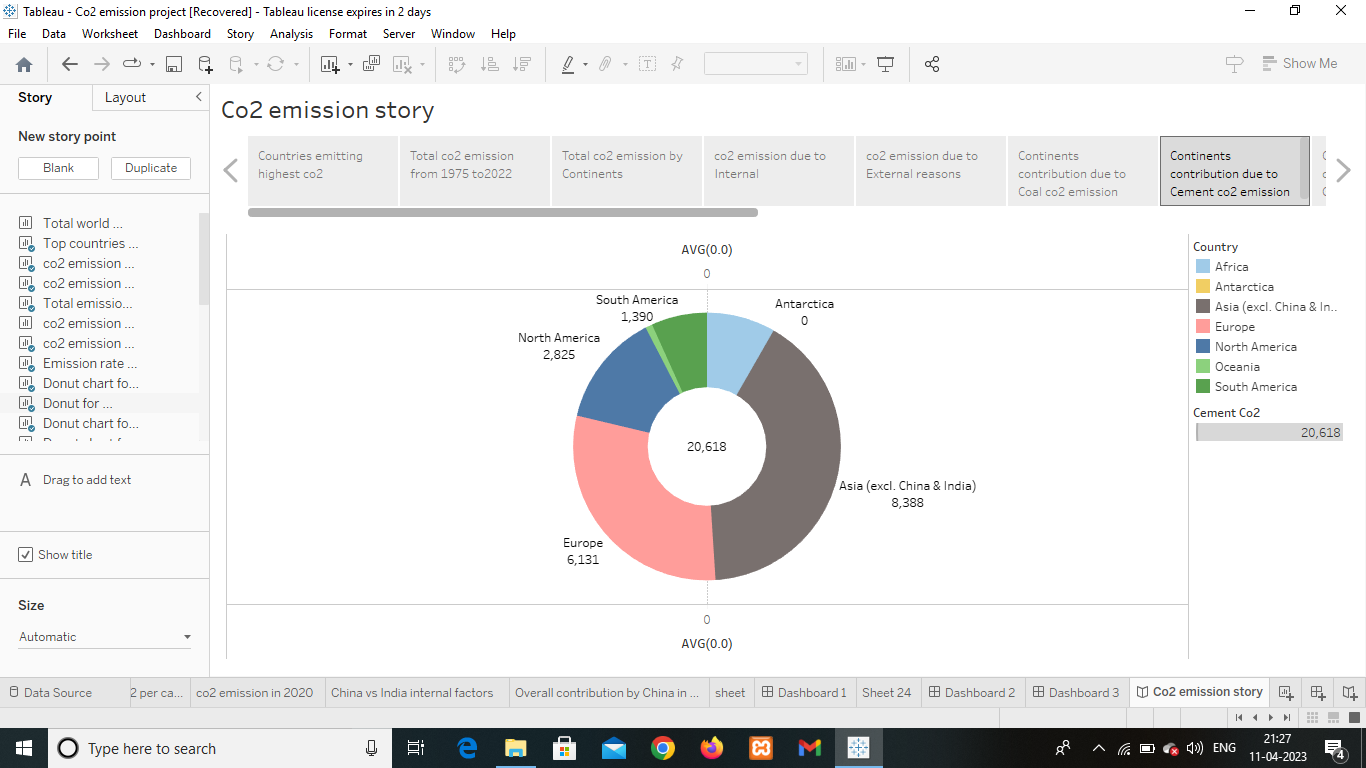 Tableau - Co2 emission project [Recovered] - Tableau license expires in 2 days
File Data Worksheet Dashboard Story Analysis Format Server Window Help
Show Me
Story Layout
New story point
Blank Duplicate
Total world ...
Top countries ...
co2 emission ...
co2 emission ...
Total emissio...
co2 emission ...
co2 emission ...
Emission rate ...
Donut chart fo...
Donut for ...
Donut chart fo...
A Drag to add text
Show title
Size
Automatic
Co2 emission story
Countries emitting
highest co2
Total co2 emission
from 1975 to2022
Total co2 emission by
Continents
co2 emission due to
Internal
co2 emission due to
External reasons
Continents
contribution due to
Coal co2 emission
Continents
contribution due to
Cement co2 emission
AVG(0.0)
0
South America
1,390
Antarctica
0
North America
2,825
20,618
Asia (excl. China & India)
8,388
Europe
6,131
0
AVG(0.0)
Country
Africa
Antarctica
Asia (excl. China & In..
Europe
North America
Oceania
South America
Cement Co2
20,618
Data Source 2 per ca... co2 emission in 2020 China vs India internal factors Overall contribution by China in ... sheet Dashboard 1 Sheet 24 Dashboard 2 Dashboard 3 Co2 emission story
Type here to search
ENG
21:27
11-04-2023
4